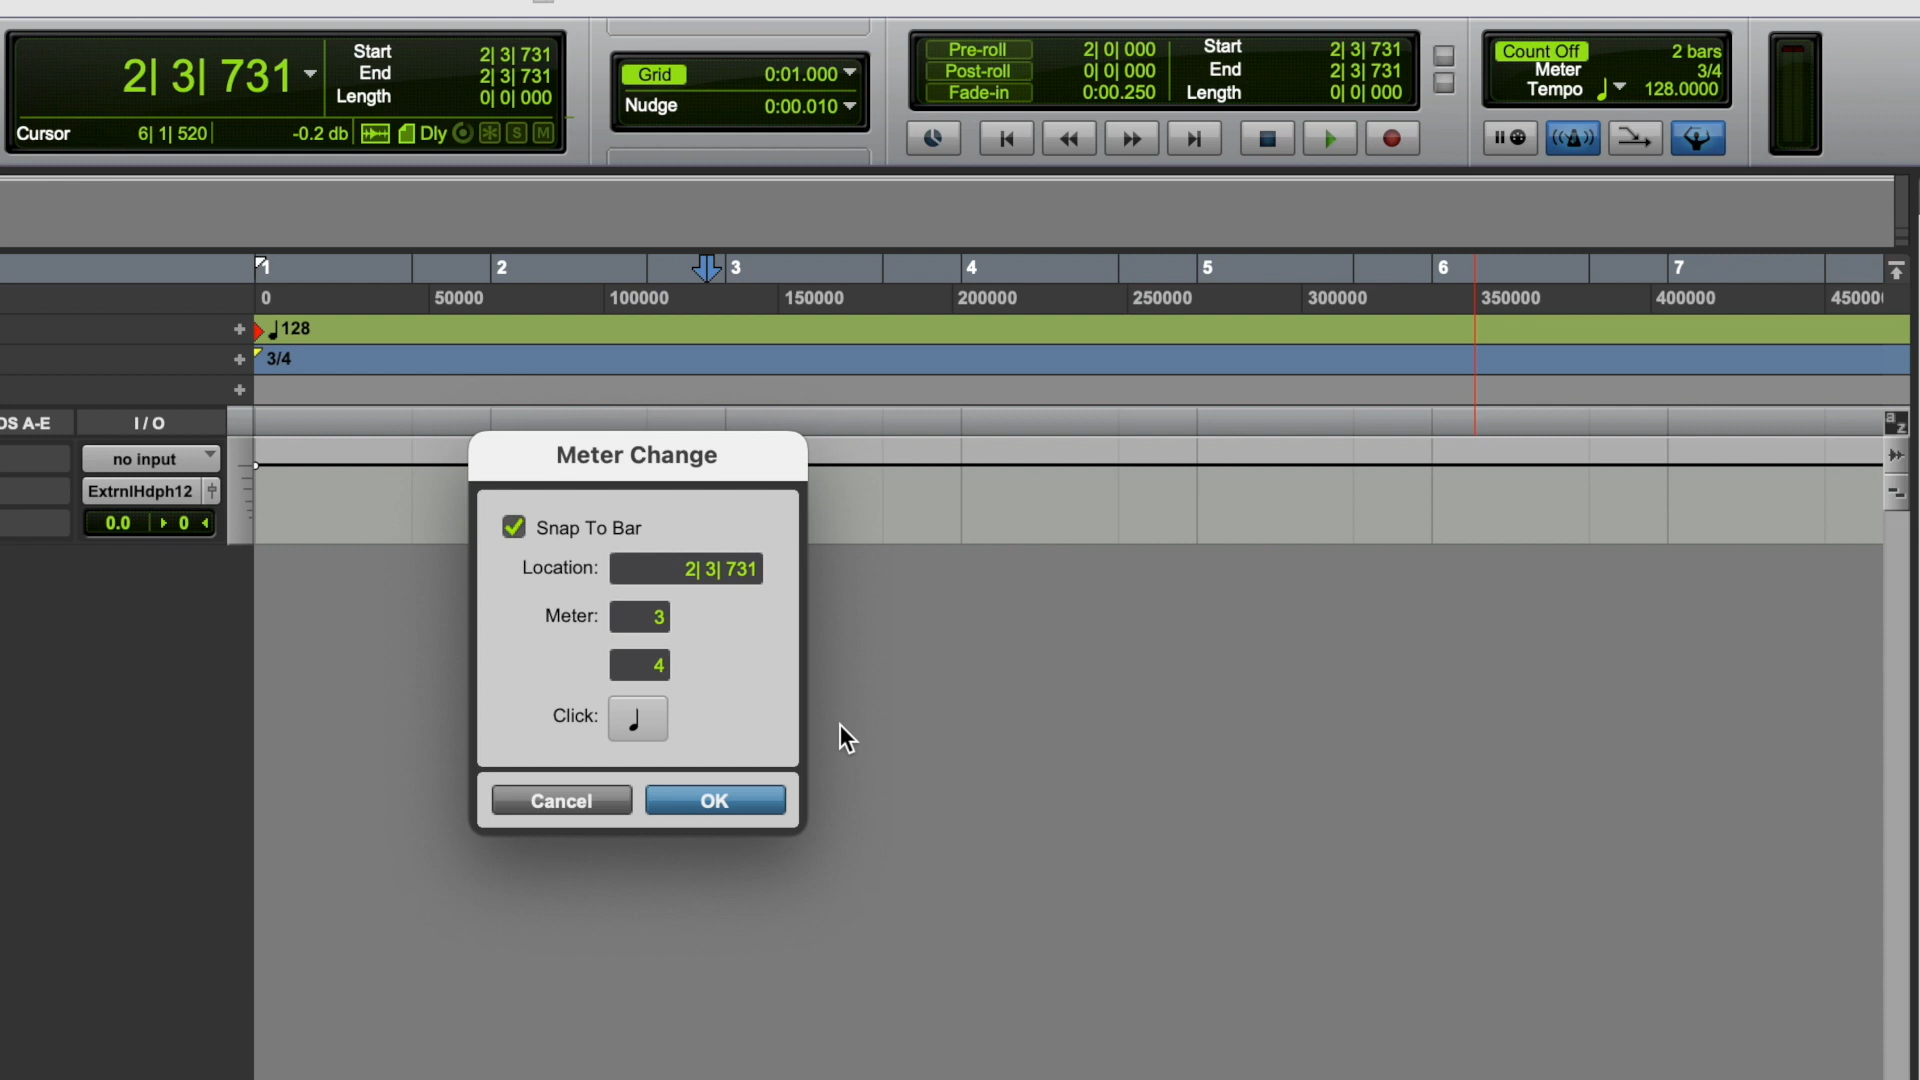 2| 3| 731
Start 2| 3| 731
End 2| 3| 731
Length 0| 0| 000
Cursor 6| 1| 520 -0.2 db Dly S M
Grid 0:01.000
Nudge 0:00.010
Pre-roll 2| 0| 000
Post-roll 0| 0| 000
Fade-in 0:00.250
Start 2| 3| 731
End 2| 3| 731
Length 0| 0| 000
Count Off 2 bars
Meter 3/4
Tempo 128.0000
1 2 3 4 5 6 7
0 50000 100000 150000 200000 250000 300000 350000 400000 45000
+ 128
+ 3/4
+
DS A-E I / O
a z
no input
ExtrnlHdph12
0.0 0
Meter Change
Snap To Bar
Location: 2| 3| 731
Meter: 3
4
Click:
Cancel OK